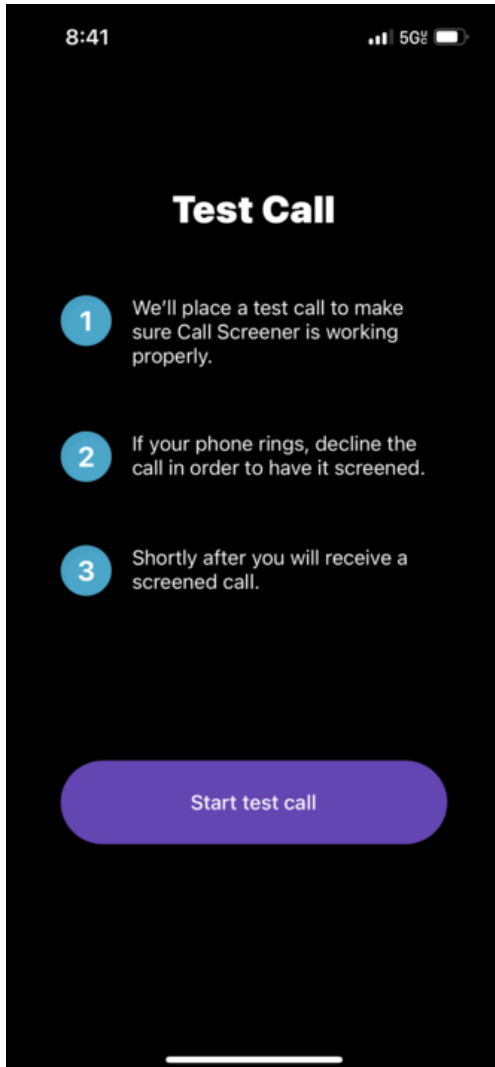 8:41
5G
Test Call
1
We'll place a test call to make
sure Call Screener is working
properly.
2
If your phone rings, decline the
call in order to have it screened.
3
Shortly after you will receive a
screened call.
Start test call